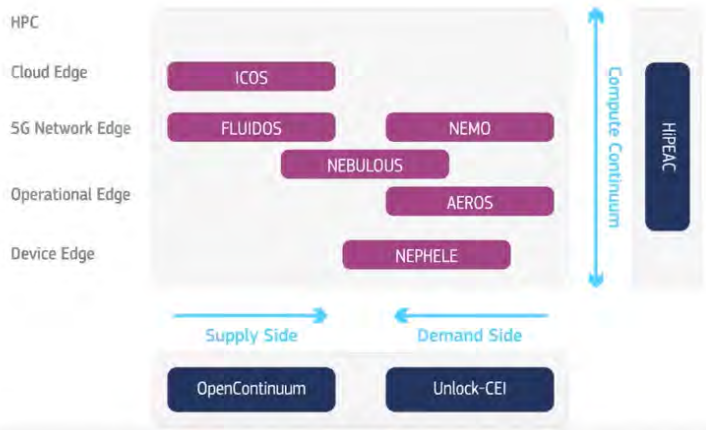 HPC
Cloud Edge
ICOS
5G Network Edge
FLUIDOS
NEMO
NEBULOUS
Operational Edge
AEROS
Device Edge
NEPHELE
Compute Continuum
HiPEAC
Supply Side
Demand Side
OpenContinuum
Unlock-CEI